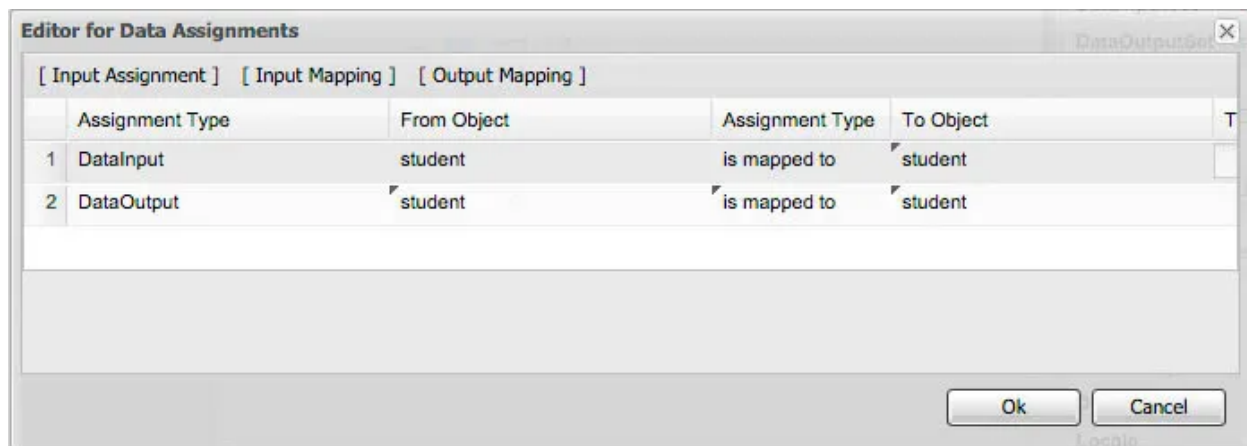 Editor for Data Assignments
DataOutputSet
[ Input Assignment ] [ Input Mapping ] [ Output Mapping ]
Assignment Type From Object Assignment Type To Object T
1 DataInput student is mapped to student
2 DataOutput student is mapped to student
Ok Cancel